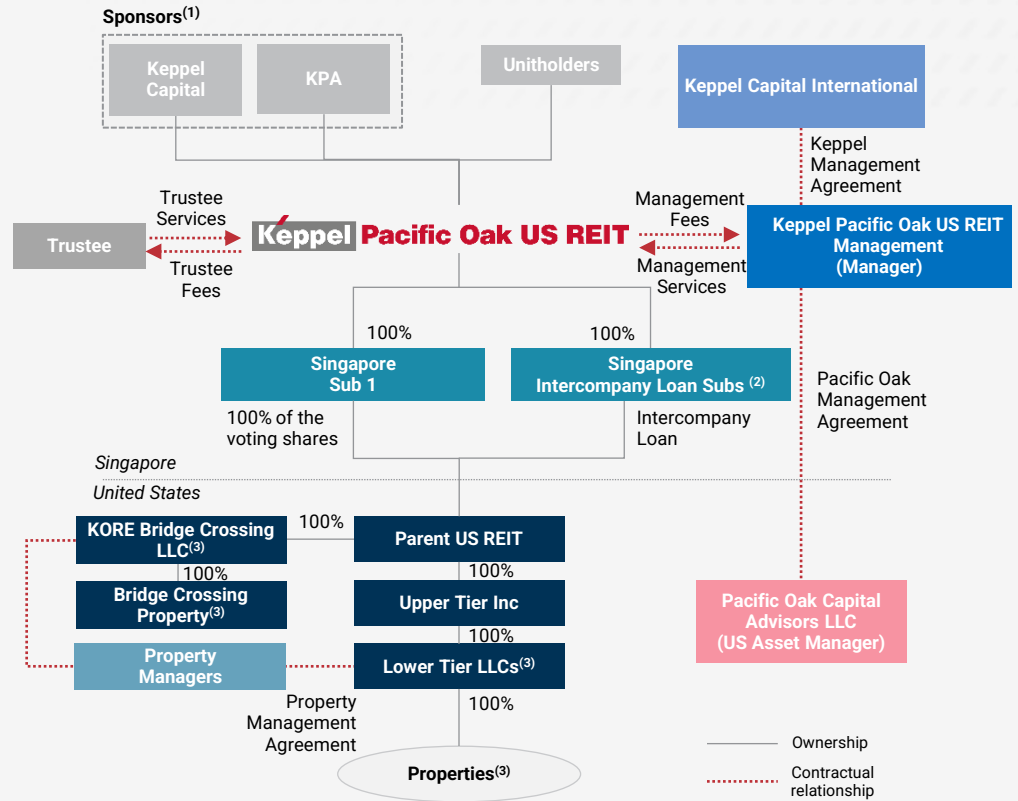 Sponsors(1)
Keppel
Capital
KPA
Unitholders
Keppel Capital International
Keppel
Management
Agreement
Trustee
Trustee
Services
Trustee
Fees
Keppel Pacific Oak US REIT
Management
Fees
Management
Services
Keppel Pacific Oak US REIT
Management
(Manager)
100%
100%
Singapore
Sub 1
Singapore
Intercompany Loan Subs (2)
Pacific Oak
Management
Agreement
100% of the
voting shares
Intercompany
Loan
Singapore
United States
KORE Bridge Crossing
LLC(3)
100%
Parent US REIT
100%
100%
Bridge Crossing
Property(3)
Upper Tier Inc
Pacific Oak Capital
Advisors LLC
(US Asset Manager)
100%
Property
Managers
Lower Tier LLCs(3)
Property
Management
Agreement
100%
Properties(3)
Ownership
Contractual
relationship